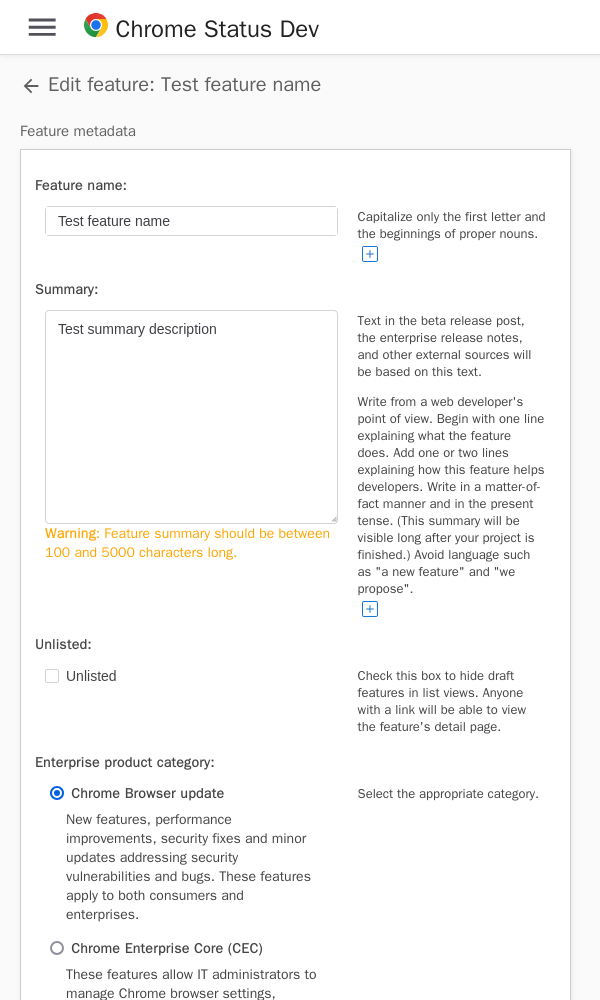 Chrome Status Dev
Edit feature: Test feature name
Feature metadata
Feature name:
Test feature name
Capitalize only the first letter and
the beginnings of proper nouns.
Summary:
Test summary description
Text in the beta release post,
the enterprise release notes,
and other external sources will
be based on this text.
Write from a web developer's
point of view. Begin with one line
explaining what the feature
does. Add one or two lines
explaining how this feature helps
developers. Write in a matter-of-
fact manner and in the present
tense. (This summary will be
visible long after your project is
finished.) Avoid language such
as "a new feature" and "we
propose".
Warning: Feature summary should be between
100 and 5000 characters long.
Unlisted:
Unlisted
Check this box to hide draft
features in list views. Anyone
with a link will be able to view
the feature's detail page.
Enterprise product category:
Chrome Browser update
Select the appropriate category.
New features, performance
improvements, security fixes and minor
updates addressing security
vulnerabilities and bugs. These features
apply to both consumers and
enterprises.
Chrome Enterprise Core (CEC)
These features allow IT administrators to
manage Chrome browser settings,